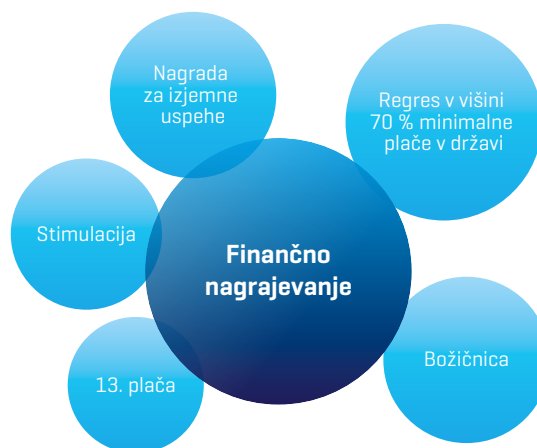 Nagrada
za izjemne
uspehe
Regres v višini
70 % minimalne
plače v državi
Stimulacija
Finančno
nagrajevanje
13. plača
Božičnica